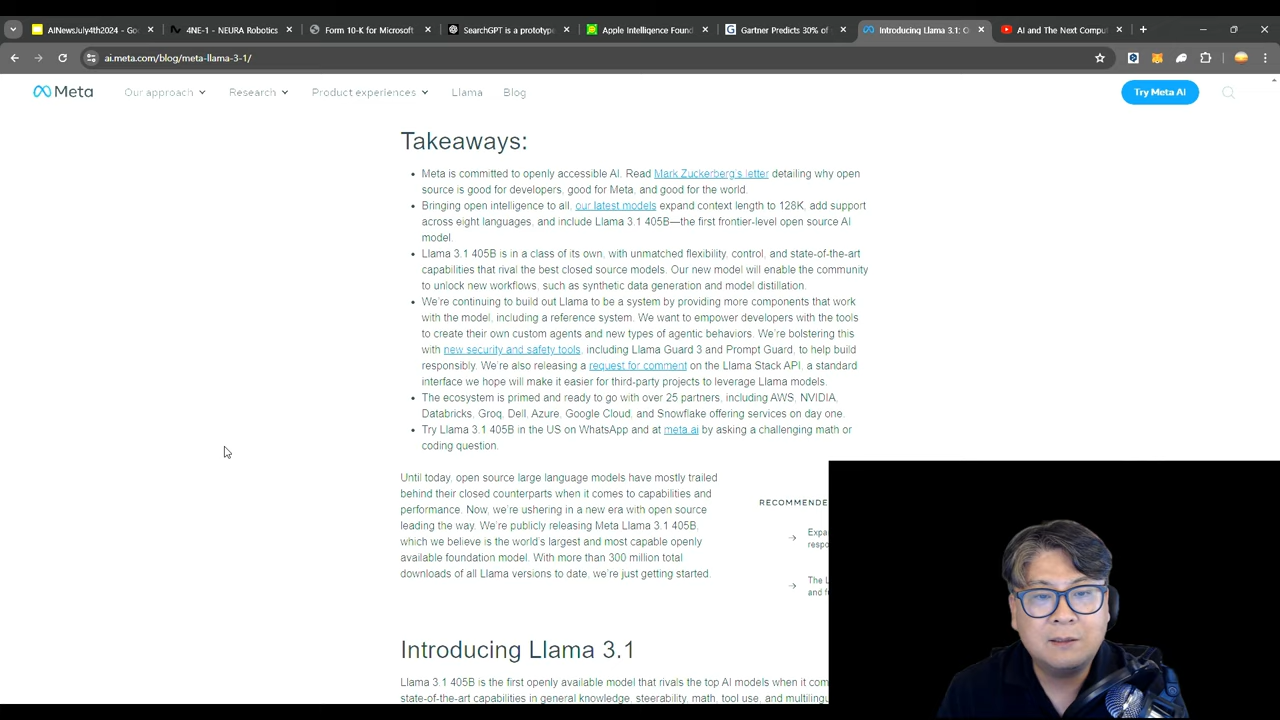 AINewsJuly4th2024 - Goo
4NE-1 - NEURA Robotics
Form 10-K for Microsoft
SearchGPT is a prototype
Apple Intelligence Found
Gartner Predicts 30% of
Introducing Llama 3.1: O
AI and The Next Comput
ai.meta.com/blog/meta-llama-3-1/
Meta
Our approach
Research
Product experiences
Llama
Blog
Try Meta AI
Takeaways:
• Meta is committed to openly accessible AI. Read Mark Zuckerberg's letter detailing why open
source is good for developers, good for Meta, and good for the world.
• Bringing open intelligence to all, our latest models expand context length to 128K, add support
across eight languages, and include Llama 3.1 405B—the first frontier-level open source AI
model.
• Llama 3.1 405B is in a class of its own, with unmatched flexibility, control, and state-of-the-art
capabilities that rival the best closed source models. Our new model will enable the community
to unlock new workflows, such as synthetic data generation and model distillation.
• We're continuing to build out Llama to be a system by providing more components that work
with the model, including a reference system. We want to empower developers with the tools
to create their own custom agents and new types of agentic behaviors. We're bolstering this
with new security and safety tools, including Llama Guard 3 and Prompt Guard, to help build
responsibly. We're also releasing a request for comment on the Llama Stack API, a standard
interface we hope will make it easier for third-party projects to leverage Llama models.
• The ecosystem is primed and ready to go with over 25 partners, including AWS, NVIDIA,
Databricks, Groq, Dell, Azure, Google Cloud, and Snowflake offering services on day one.
• Try Llama 3.1 405B in the US on WhatsApp and at meta.ai by asking a challenging math or
coding question.
Until today, open source large language models have mostly trailed
behind their closed counterparts when it comes to capabilities and
performance. Now, we're ushering in a new era with open source
leading the way. We're publicly releasing Meta Llama 3.1 405B,
which we believe is the world's largest and most capable openly
available foundation model. With more than 300 million total
downloads of all Llama versions to date, we're just getting started.
RECOMMENDE
Expa
respo
The L
and fu
Introducing Llama 3.1
Llama 3.1 405B is the first openly available model that rivals the top AI models when it com
state-of-the-art capabilities in general knowledge, steerability, math, tool use, and multilingu